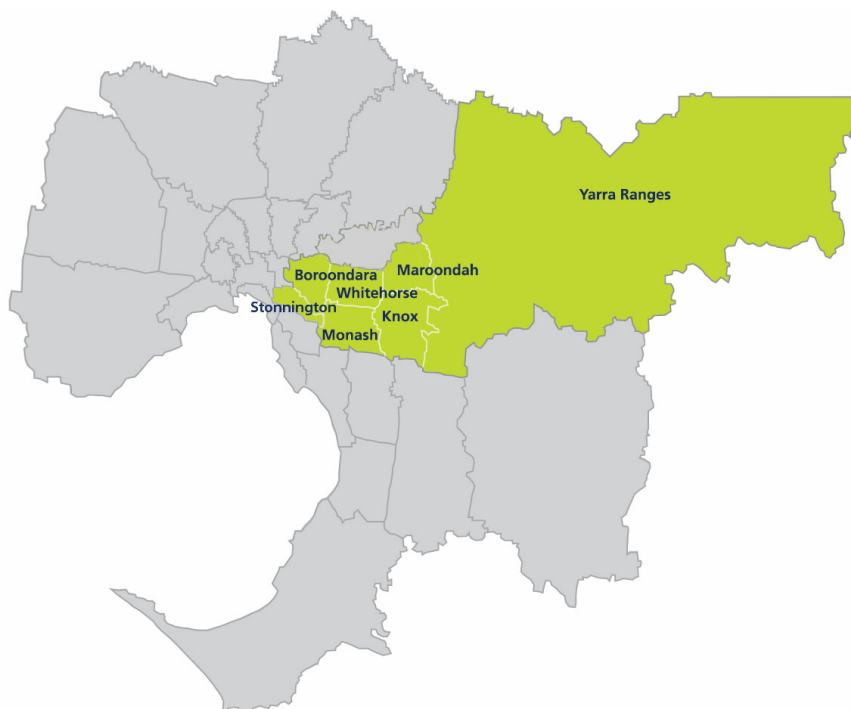 Yarra Ranges
Maroondah
Boroondara
Whitehorse
Stonnington
Knox
Monash